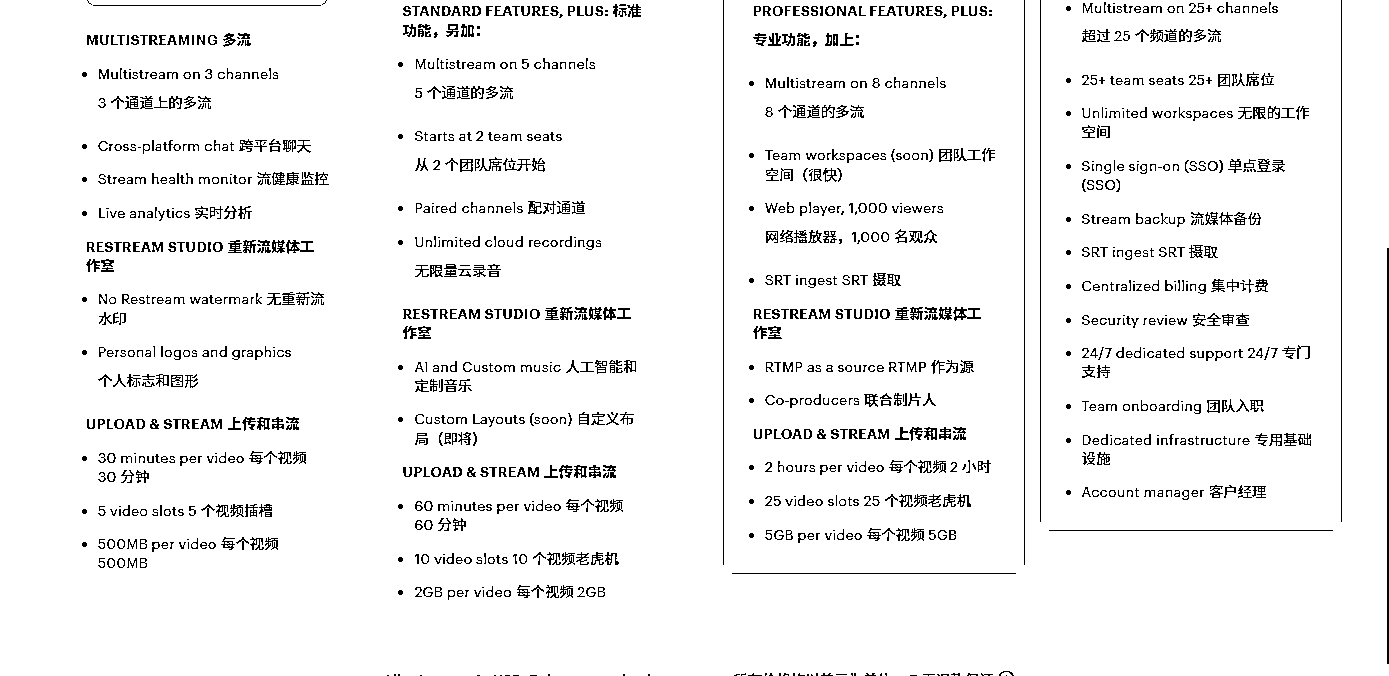 MULTISTREAMING 多流
Multistream on 3 channels
3 个通道上的多流
Cross-platform chat 跨平台聊天
Stream health monitor 流健康监控
Live analytics 实时分析
RESTREAM STUDIO 重新流媒体工
作室
No Restream watermark 无重新流
水印
Personal logos and graphics
个人标志和图形
UPLOAD & STREAM 上传和串流
30 minutes per video 每个视频
30 分钟
5 video slots 5 个视频插槽
500MB per video 每个视频
500MB
STANDARD FEATURES, PLUS: 标准
功能，另加：
Multistream on 5 channels
5 个通道的多流
Starts at 2 team seats
从 2 个团队席位开始
Paired channels 配对通道
Unlimited cloud recordings
无限量云录音
RESTREAM STUDIO 重新流媒体工
作室
AI and Custom music 人工智能和
定制音乐
Custom Layouts (soon) 自定义布
局（即将）
UPLOAD & STREAM 上传和串流
60 minutes per video 每个视频
60 分钟
10 video slots 10 个视频老虎机
2GB per video 每个视频 2GB
PROFESSIONAL FEATURES, PLUS:
专业功能，加上：
Multistream on 8 channels
8 个通道的多流
Team workspaces (soon) 团队工作
空间（很快）
Web player, 1,000 viewers
网络播放器，1,000 名观众
SRT ingest SRT 摄取
RESTREAM STUDIO 重新流媒体工
作室
RTMP as a source RTMP 作为源
Co-producers 联合制片人
UPLOAD & STREAM 上传和串流
2 hours per video 每个视频 2 小时
25 video slots 25 个视频老虎机
5GB per video 每个视频 5GB
Multistream on 25+ channels
超过 25 个频道的多流
25+ team seats 25+ 团队席位
Unlimited workspaces 无限的工作
空间
Single sign-on (SSO) 单点登录
(SSO)
Stream backup 流媒体备份
SRT ingest SRT 摄取
Centralized billing 集中计费
Security review 安全审查
24/7 dedicated support 24/7 专门
支持
Team onboarding 团队入职
Dedicated infrastructure 专用基础
设施
Account manager 客户经理